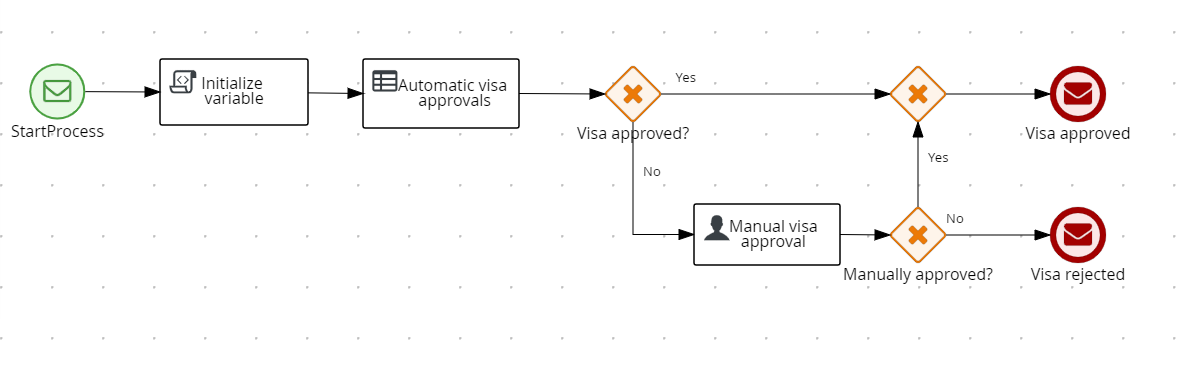 Initialize
variable
Automatic visa
approvals
Yes
StartProcess
Visa approved?
Visa approved
No
Yes
Manual visa
approval
No
Manually approved?
Visa rejected